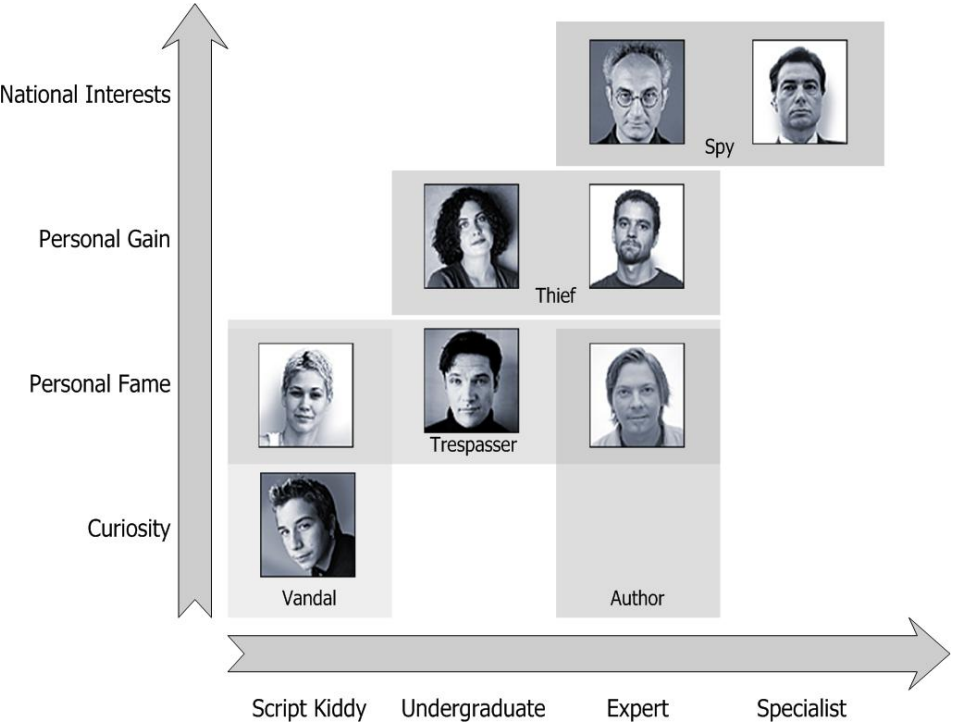 National Interests
Spy
Personal Gain
Thief
Personal Fame
Trespasser
Curiosity
Vandal
Author
Script Kiddy
Undergraduate
Expert
Specialist